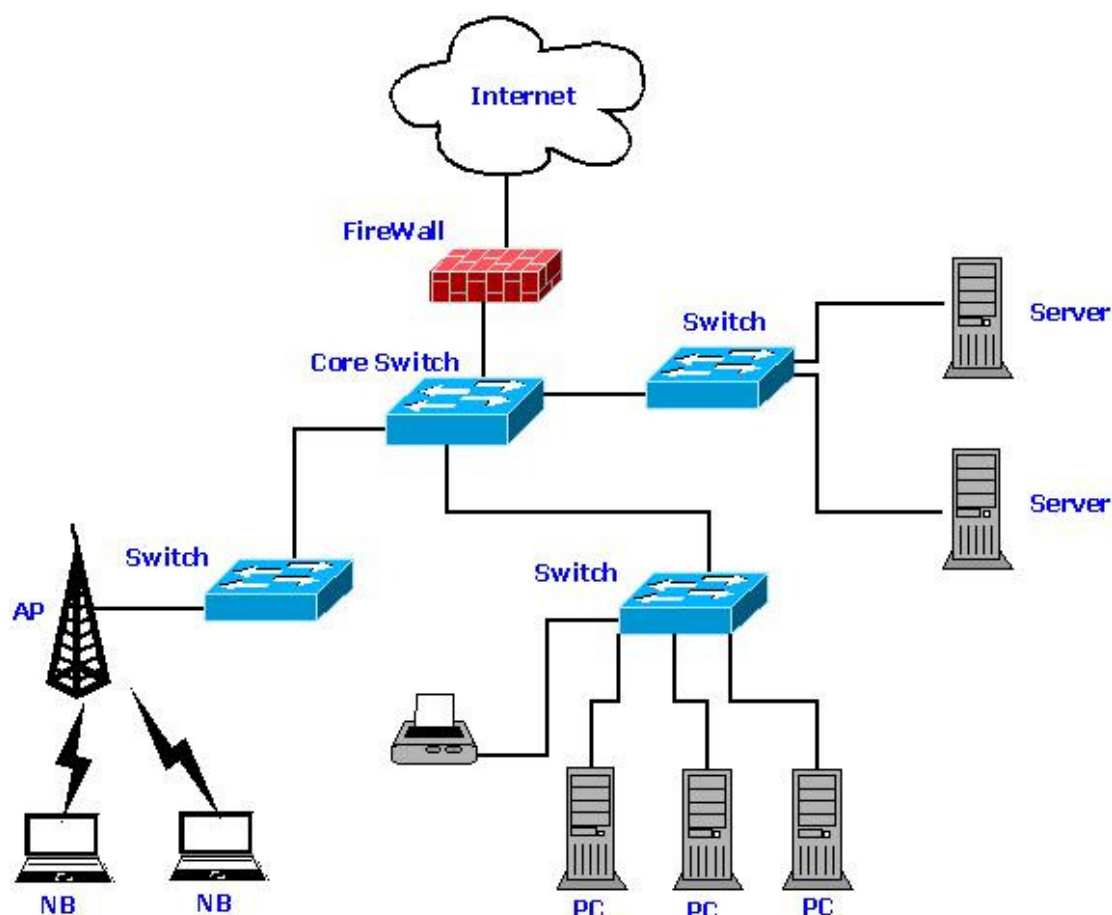 Internet
FireWall
Switch
Server
Core Switch
Server
Switch
Switch
AP
NB
NB
PC
PC
PC